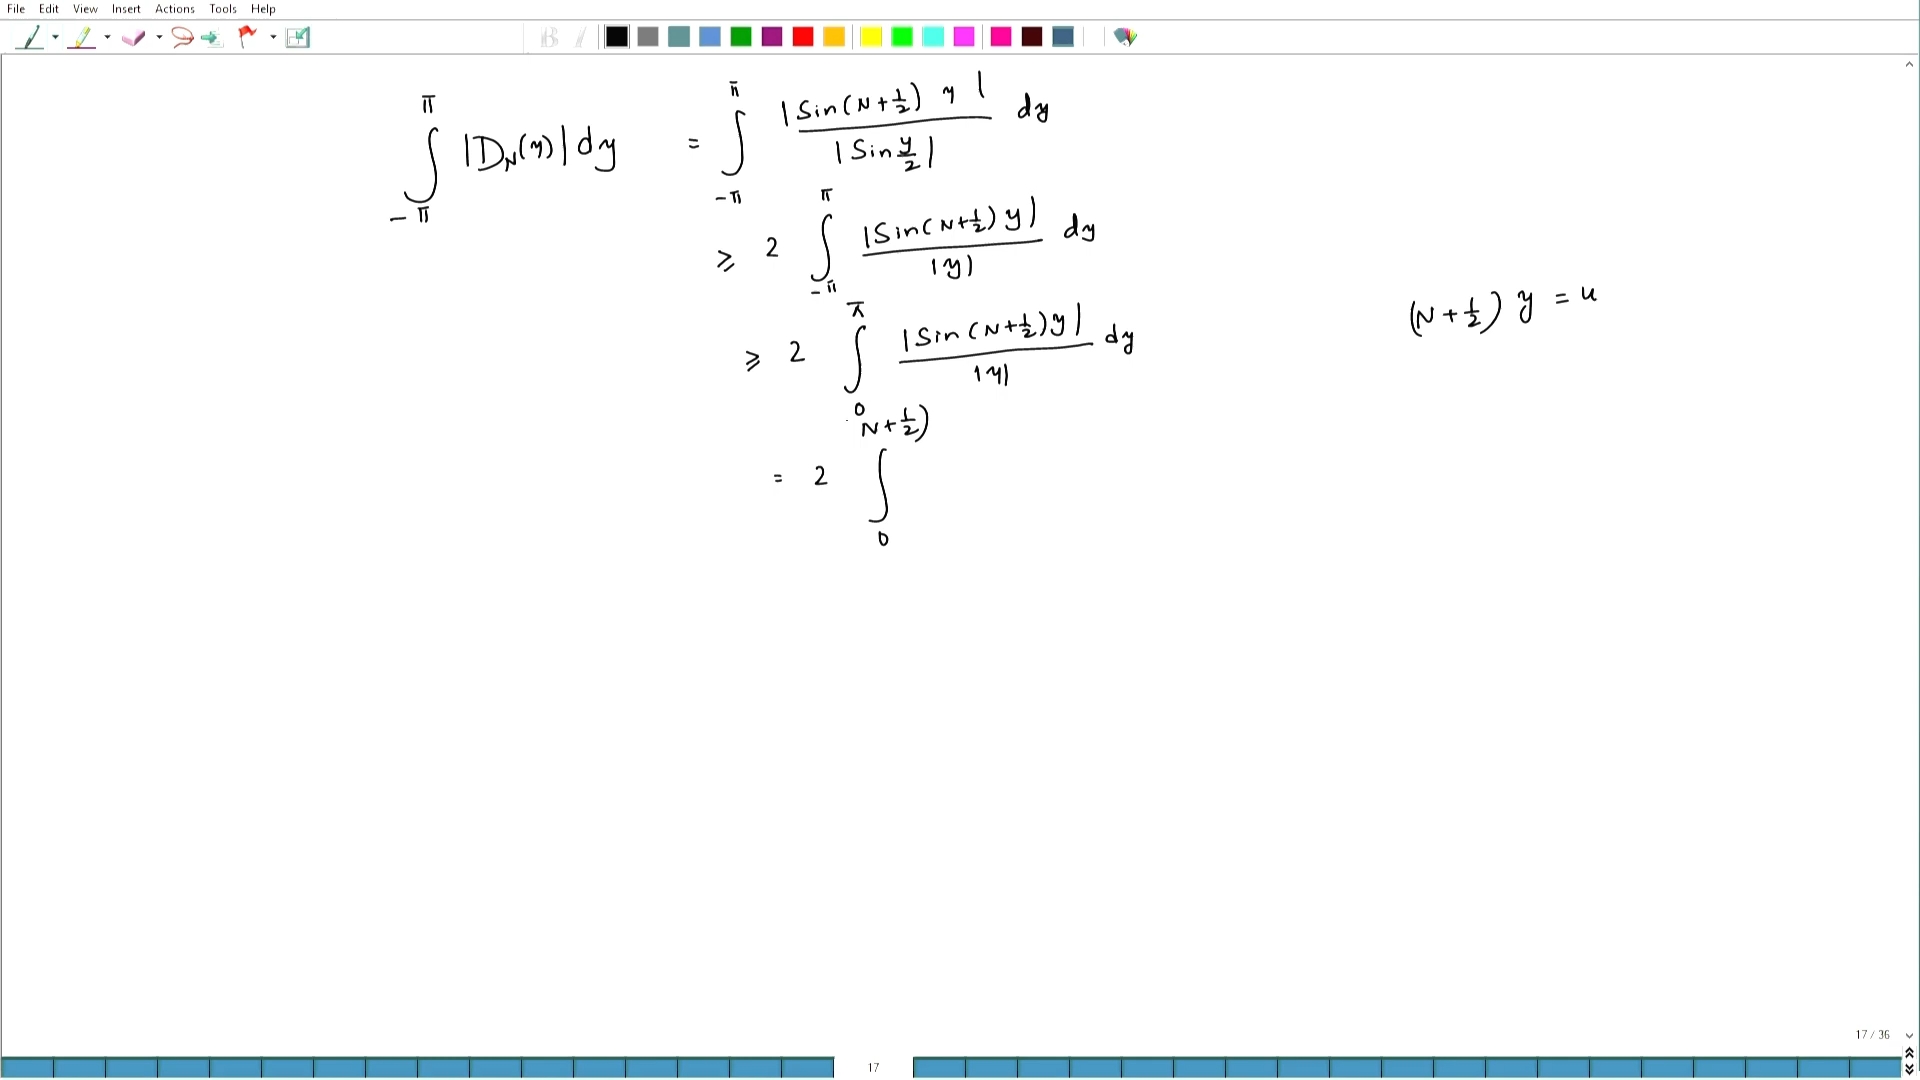 File Edit View Insert Actions Tools Help
∫_{-π}^{π} |D_N(y)| dy = ∫_{-π}^{π} |Sin(N+1/2) y| / |Sin y/2| dy
≥ 2 ∫_{-π}^{π} |Sin(N+1/2) y| / |y| dy
(N+1/2) y = u
≥ 2 ∫_{0}^{π} |Sin(N+1/2)y| / |y| dy
= 2 ∫_{0}^{N+1/2)}
17 / 36
17